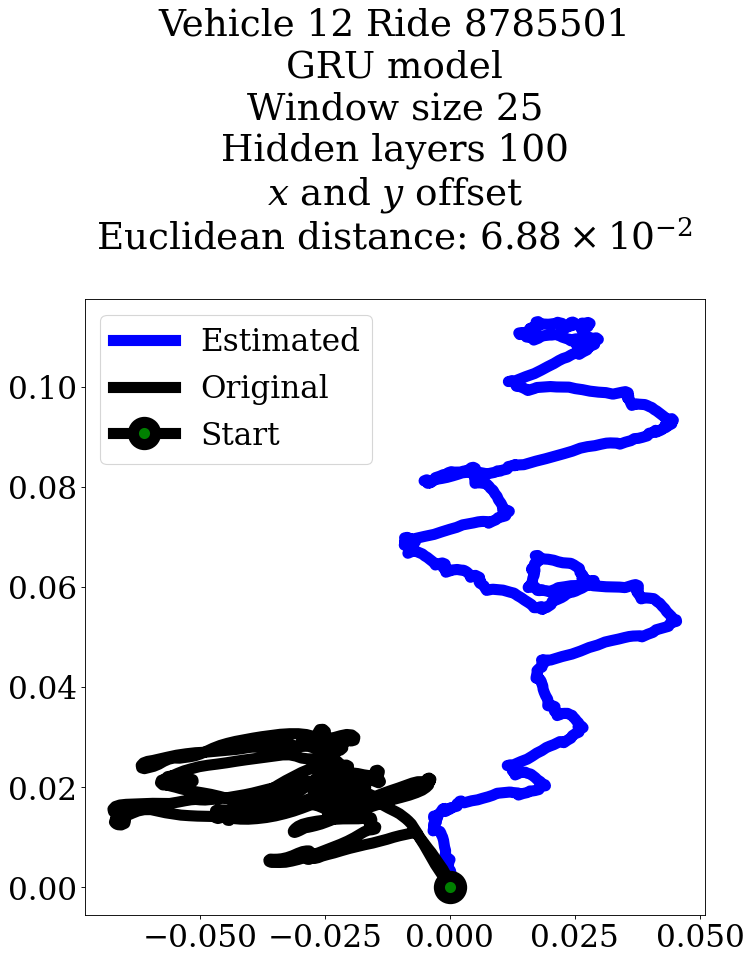 Vehicle 12 Ride 8785501
GRU model
Window size 25
Hidden layers 100
x and y offset
Euclidean distance: 6.88 × 10⁻²
Estimated
Original
Start
0.10
0.08
0.06
0.04
0.02
0.00
−0.050 −0.025 0.000 0.025 0.050